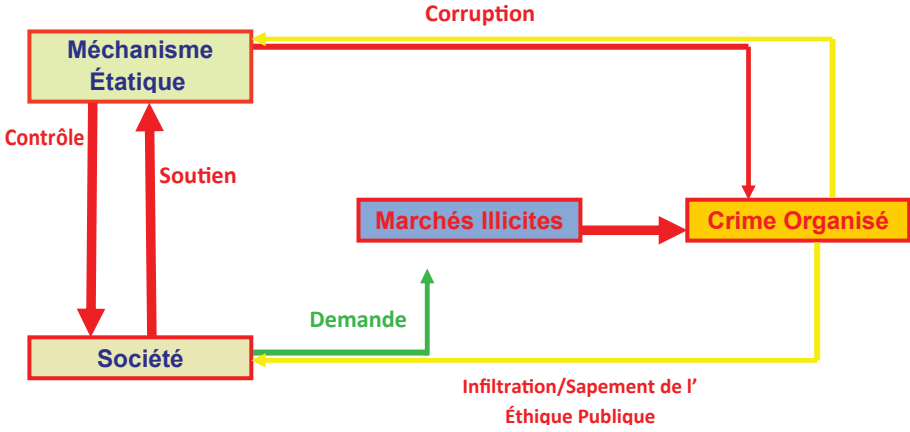 Corruption
Méchanisme
Étatique
Contrôle
Soutien
Marchés Illicites
Crime Organisé
Demande
Société
Infiltration/Sapement de l’
Éthique Publique